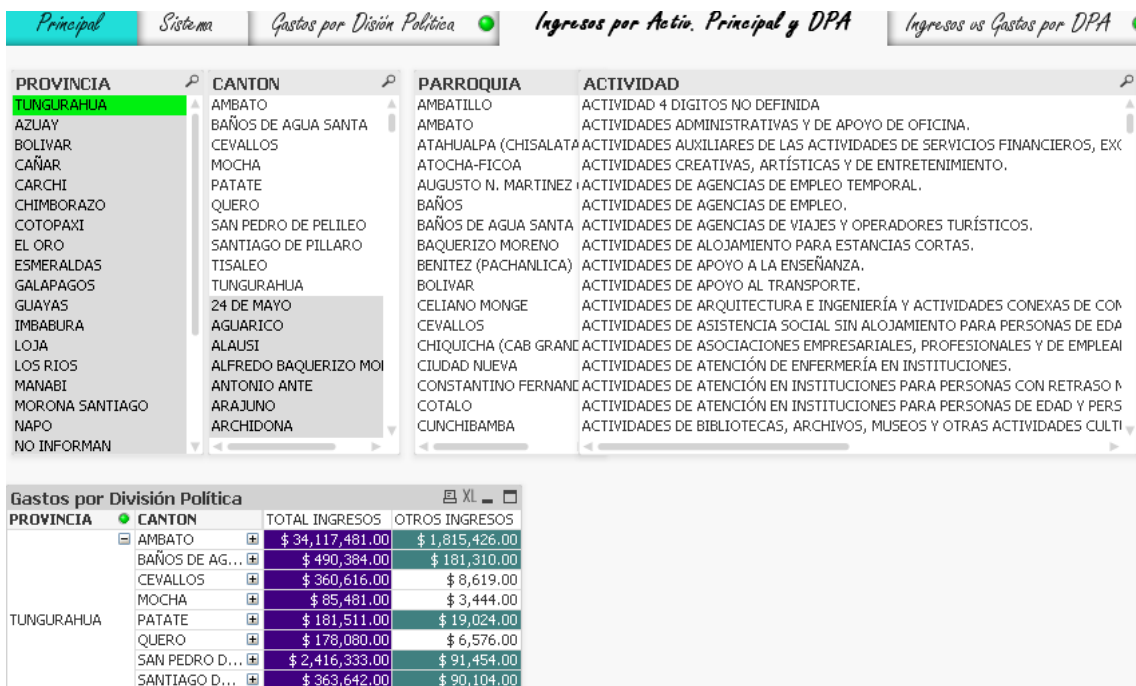 Principal Sistema Gastos por Disión Política Ingresos por Activ. Principal y DPA Ingresos vs Gastos por DPA
PROVINCIA CANTON PARROQUIA ACTIVIDAD
TUNGURAHUA AMBATO AMBATILLO ACTIVIDAD 4 DIGITOS NO DEFINIDA
AZUAY BAÑOS DE AGUA SANTA AMBATO ACTIVIDADES ADMINISTRATIVAS Y DE APOYO DE OFICINA.
BOLIVAR CEVALLOS ATAHUALPA (CHISALATA ACTIVIDADES AUXILIARES DE LAS ACTIVIDADES DE SERVICIOS FINANCIEROS, EXC
CAÑAR MOCHA ATOCHA-FICOA ACTIVIDADES CREATIVAS, ARTÍSTICAS Y DE ENTRETENIMIENTO.
CARCHI PATATE AUGUSTO N. MARTINEZ ACTIVIDADES DE AGENCIAS DE EMPLEO TEMPORAL.
CHIMBORAZO QUERO BAÑOS ACTIVIDADES DE AGENCIAS DE EMPLEO.
COTOPAXI SAN PEDRO DE PELILEO BAÑOS DE AGUA SANTA ACTIVIDADES DE AGENCIAS DE VIAJES Y OPERADORES TURÍSTICOS.
EL ORO SANTIAGO DE PILLARO BAQUERIZO MORENO ACTIVIDADES DE ALOJAMIENTO PARA ESTANCIAS CORTAS.
ESMERALDAS TISALEO BENITEZ (PACHANLICA) ACTIVIDADES DE APOYO A LA ENSEÑANZA.
GALAPAGOS TUNGURAHUA BOLIVAR ACTIVIDADES DE APOYO AL TRANSPORTE.
GUAYAS 24 DE MAYO CELIANO MONGE ACTIVIDADES DE ARQUITECTURA E INGENIERÍA Y ACTIVIDADES CONEXAS DE CON
IMBABURA AGUARICO CEVALLOS ACTIVIDADES DE ASISTENCIA SOCIAL SIN ALOJAMIENTO PARA PERSONAS DE EDA
LOJA ALAUSI CHIQUICHA (CAB GRAND ACTIVIDADES DE ASOCIACIONES EMPRESARIALES, PROFESIONALES Y DE EMPLEA
LOS RIOS ALFREDO BAQUERIZO MO CIUDAD NUEVA ACTIVIDADES DE ATENCIÓN DE ENFERMERÍA EN INSTITUCIONES.
MANABI ANTONIO ANTE CONSTANTINO FERNAND ACTIVIDADES DE ATENCIÓN EN INSTITUCIONES PARA PERSONAS CON RETRASO
MORONA SANTIAGO ARAJUNO COTALO ACTIVIDADES DE ATENCIÓN EN INSTITUCIONES PARA PERSONAS DE EDAD Y PERS
NAPO ARCHIDONA CUNCHIBAMBA ACTIVIDADES DE BIBLIOTECAS, ARCHIVOS, MUSEOS Y OTRAS ACTIVIDADES CULTU
NO INFORMAN
Gastos por División Política XL
PROVINCIA CANTON TOTAL INGRESOS OTROS INGRESOS
AMBATO $ 34,117,481.00 $ 1,815,426.00
BAÑOS DE AG... $ 490,384.00 $ 181,310.00
CEVALLOS $ 360,616.00 $ 8,619.00
MOCHA $ 85,481.00 $ 3,444.00
TUNGURAHUA PATATE $ 181,511.00 $ 19,024.00
QUERO $ 178,080.00 $ 6,576.00
SAN PEDRO D... $ 2,416,333.00 $ 91,454.00
SANTIAGO D... $ 363,642.00 $ 90,104.00